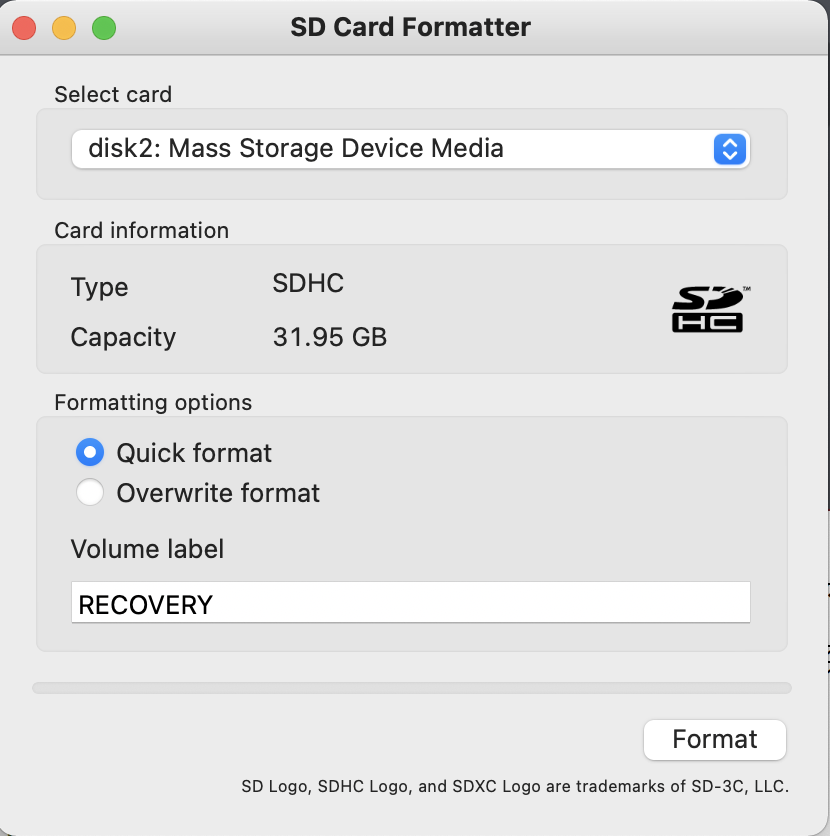 SD Card Formatter
Select card
disk2: Mass Storage Device Media
Card information
Type SDHC
Capacity 31.95 GB
SD™
HC
Formatting options
Quick format
Overwrite format
Volume label
RECOVERY
Format
SD Logo, SDHC Logo, and SDXC Logo are trademarks of SD-3C, LLC.